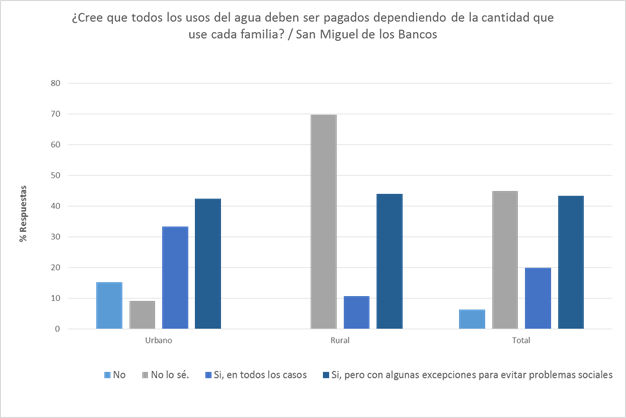 ¿Cree que todos los usos del agua deben ser pagados dependiendo de la cantidad que
use cada familia? / San Miguel de los Bancos
80
70
60
50
40
30
20
10
0
% Respuestas
Urbano Rural Total
No No lo sé. Si, en todos los casos Si, pero con algunas excepciones para evitar problemas sociales